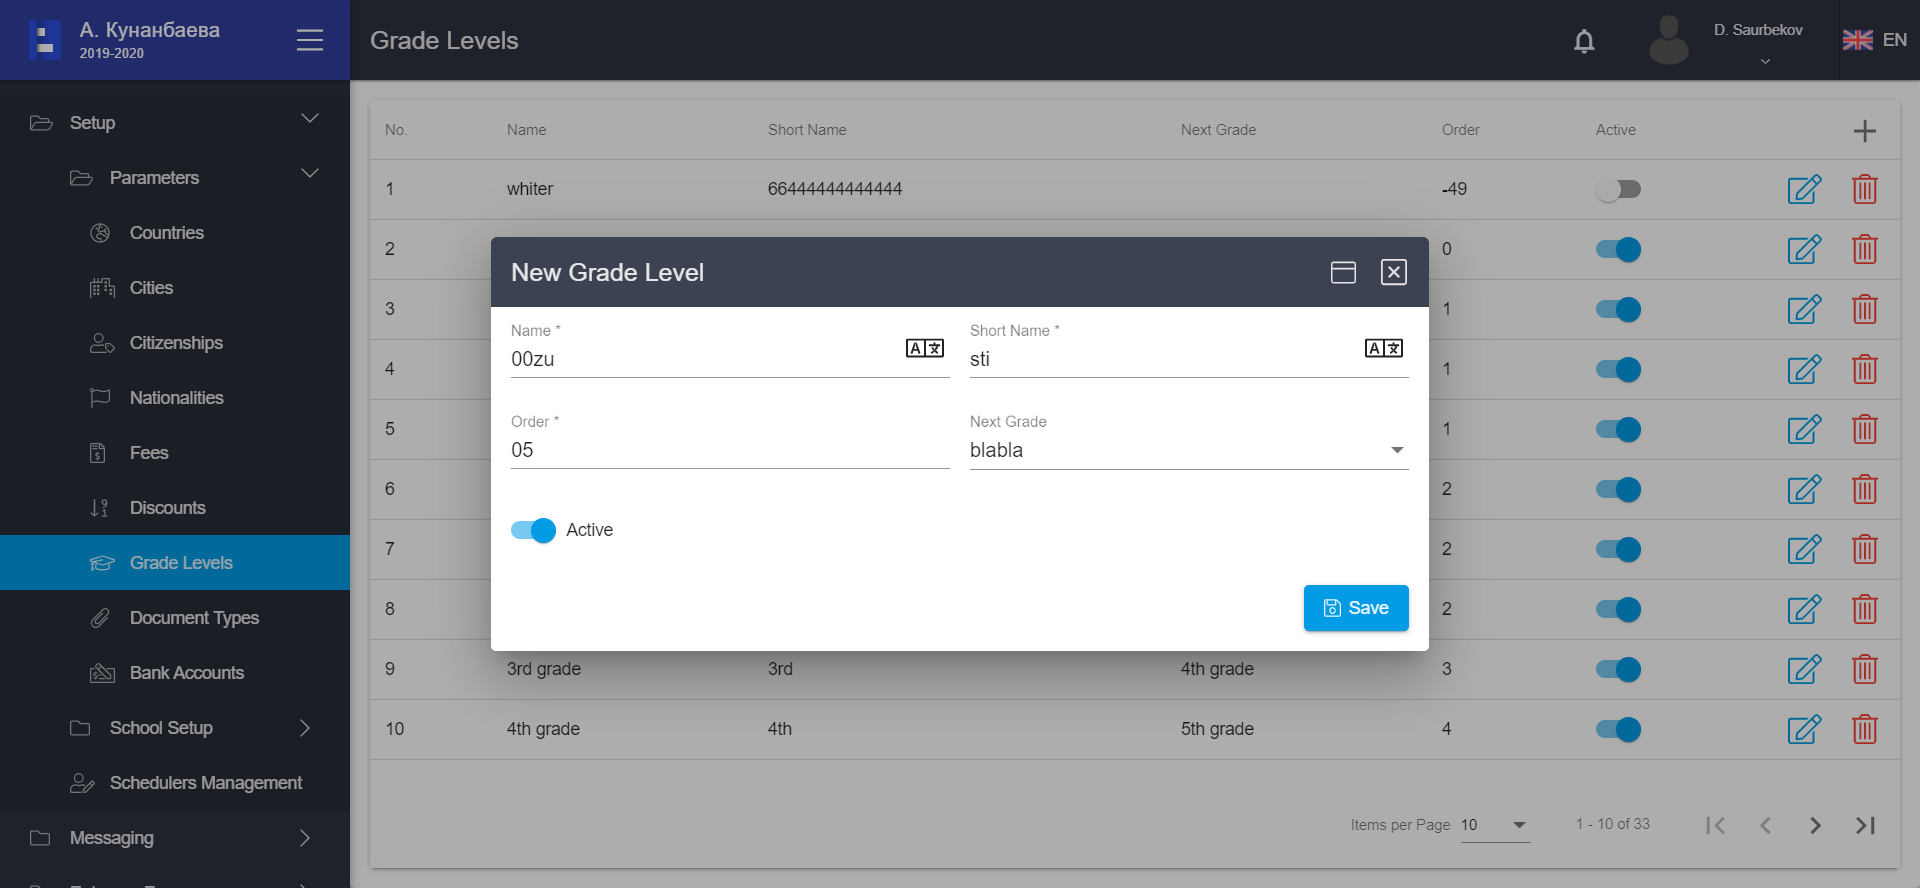 А. Кунанбаева
2019-2020
Grade Levels
D. Saurbekov
EN
Setup
Parameters
Countries
Cities
Citizenships
Nationalities
Fees
Discounts
Grade Levels
Document Types
Bank Accounts
School Setup
Schedulers Management
Messaging
No. Name Short Name Next Grade Order Active
1 whiter 66444444444444 -49
2 0
3 1
4 1
5 1
6 2
7 2
8 2
9 3rd grade 3rd 4th grade 3
10 4th grade 4th 5th grade 4
New Grade Level
Name * Short Name *
00zu sti
Order * Next Grade
05 blabla
Active
Save
Items per Page 10 1 - 10 of 33